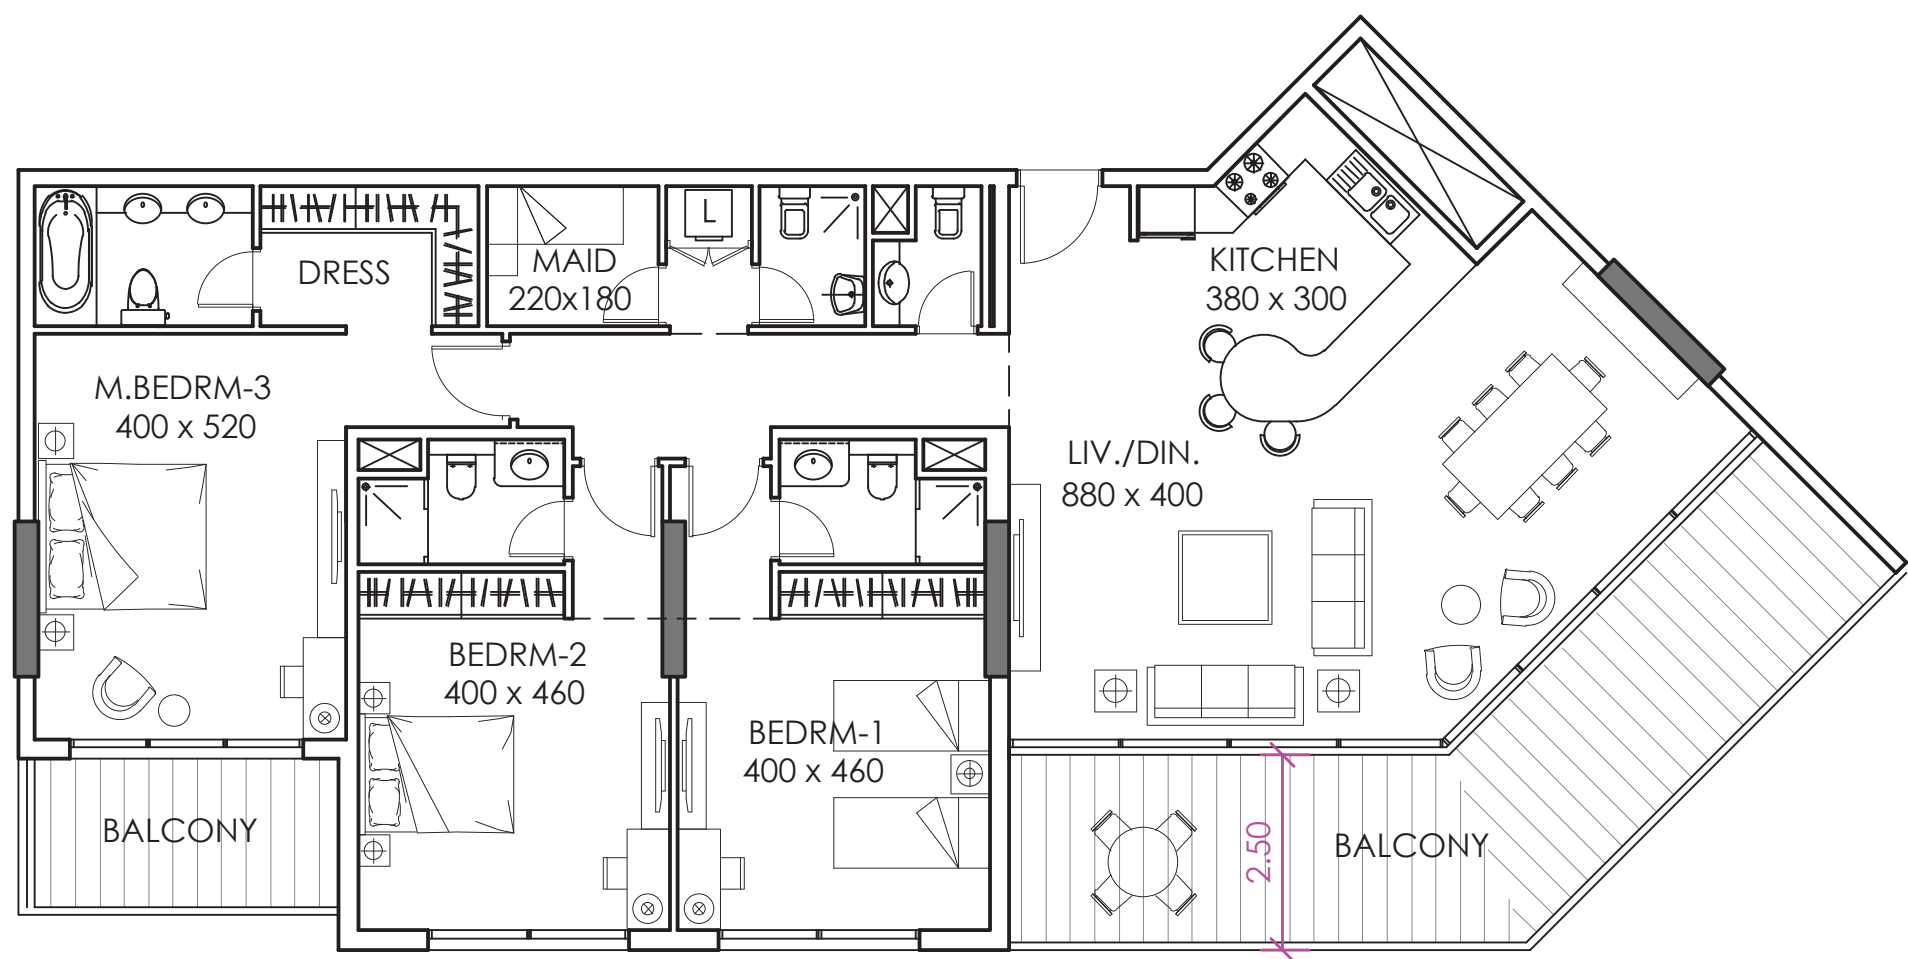 L
MAID
220x180
DRESS
KITCHEN
380 x 300
M.BEDRM-3
400 x 520
LIV./DIN.
880 x 400
BEDRM-2
400 x 460
BEDRM-1
400 x 460
BALCONY
2.50
BALCONY